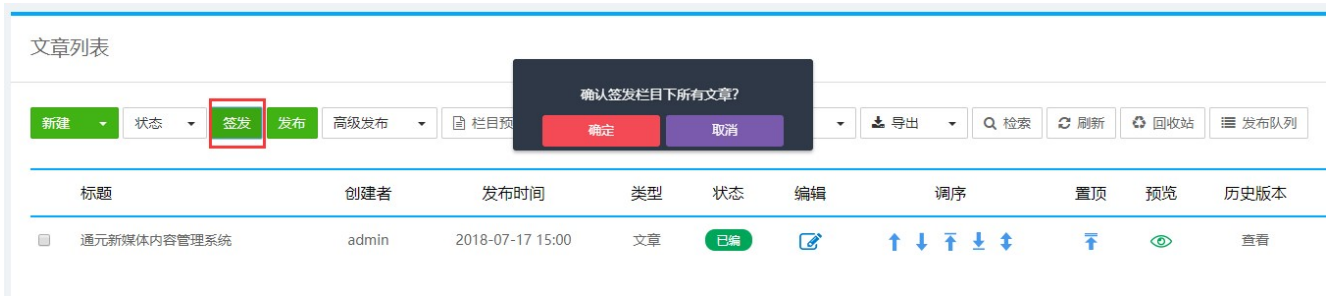 文章列表
确认签发栏目下所有文章?
确定 取消
新建 状态 签发 发布 高级发布 栏目预 导出 检索 刷新 回收站 发布队列
标题 创建者 发布时间 类型 状态 编辑 调序 置顶 预览 历史版本
通元新媒体内容管理系统 admin 2018-07-17 15:00 文章 已编 查看